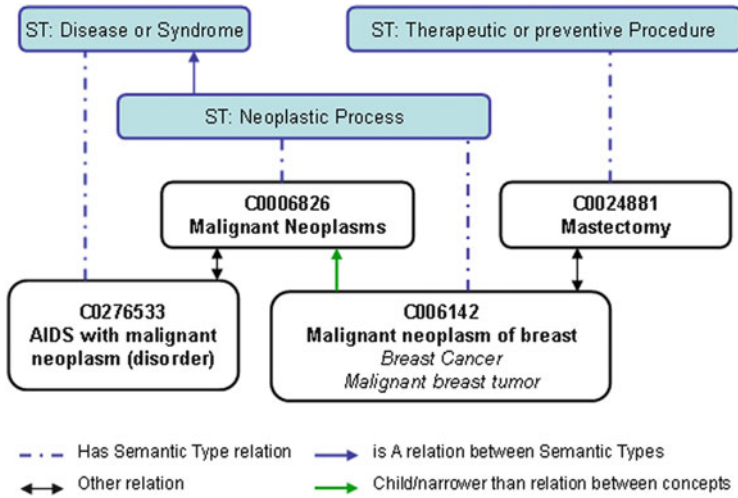 ST: Disease or Syndrome
ST: Therapeutic or preventive Procedure
ST: Neoplastic Process
C0006826
Malignant Neoplasms
C0024881
Mastectomy
C0276533
AIDS with malignant
neoplasm (disorder)
C006142
Malignant neoplasm of breast
Breast Cancer
Malignant breast tumor
Has Semantic Type relation
is A relation between Semantic Types
Other relation
Child/narrower than relation between concepts